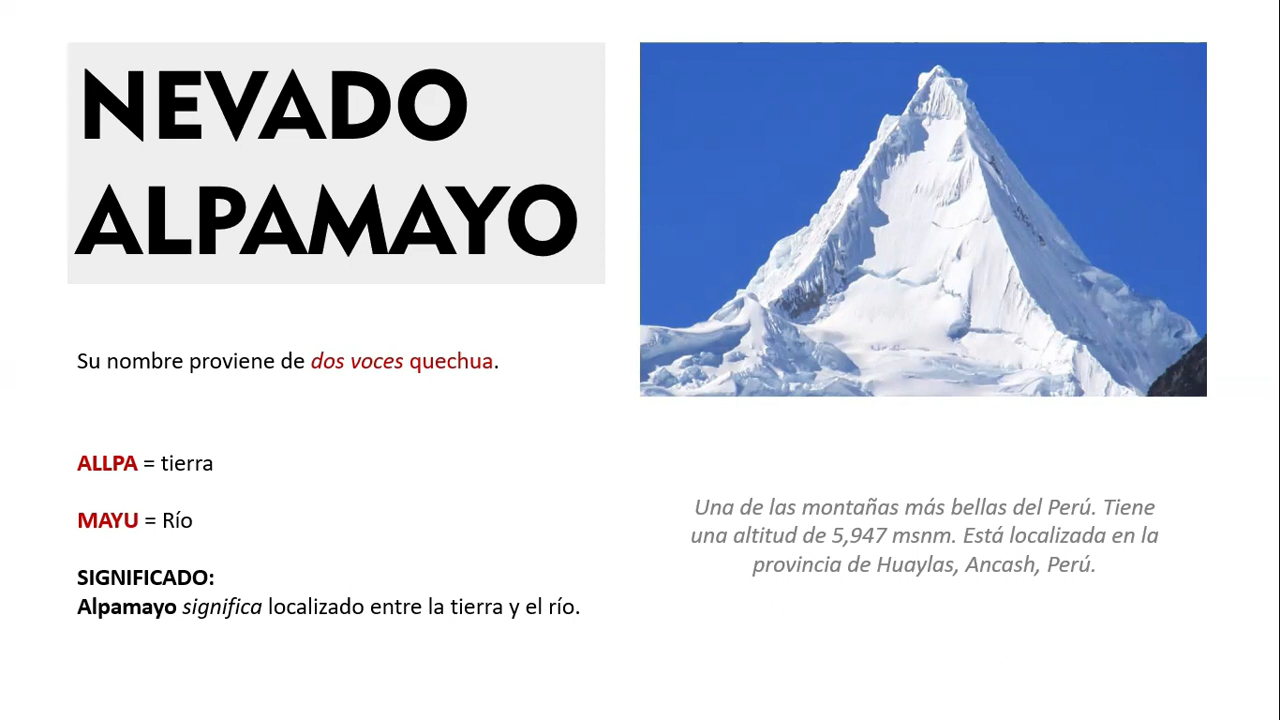 NEVADO
ALPAMAYO
Su nombre proviene de dos voces quechua.
ALLPA = tierra
MAYU = Río
SIGNIFICADO:
Alpamayo significa localizado entre la tierra y el río.
Una de las montañas más bellas del Perú. Tiene
una altitud de 5,947 msnm. Está localizada en la
provincia de Huaylas, Ancash, Perú.